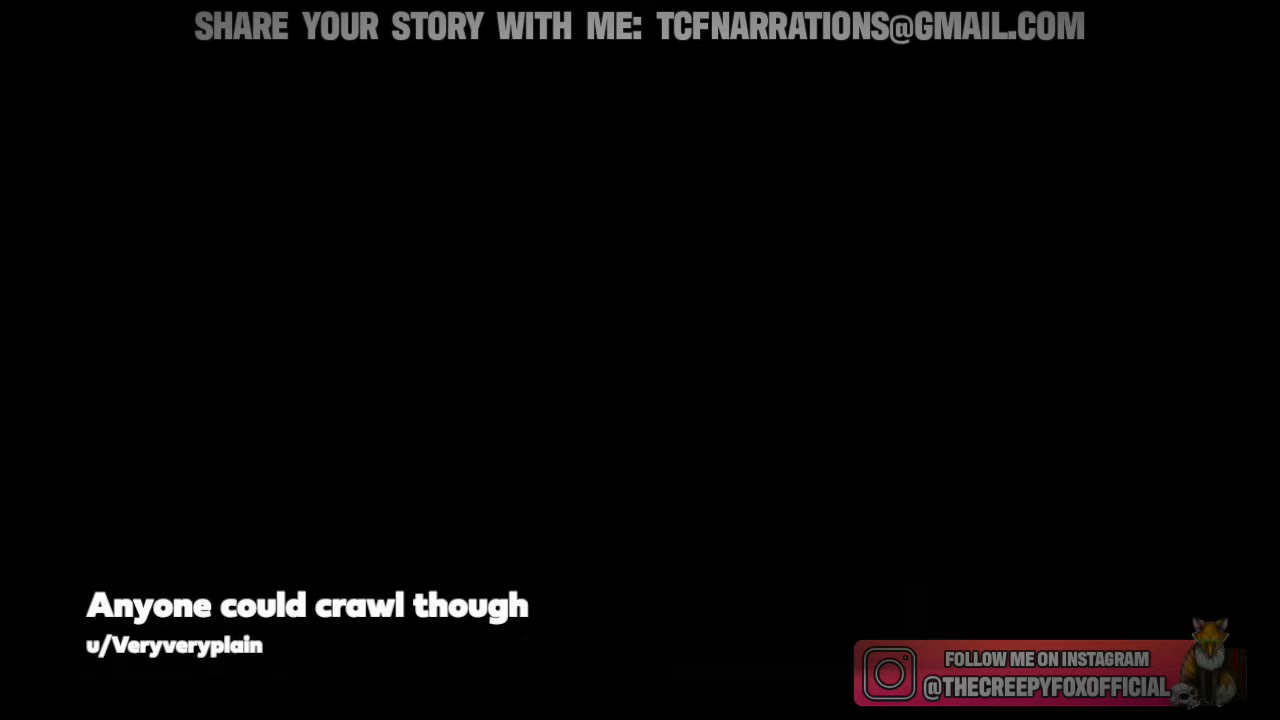 SHARE YOUR STORY WITH ME: TCFNARRATIONS@GMAIL.COM
Anyone could crawl though
u/Veryveryplain
FOLLOW ME ON INSTAGRAM
@THECREEPYFOXOFFICIAL